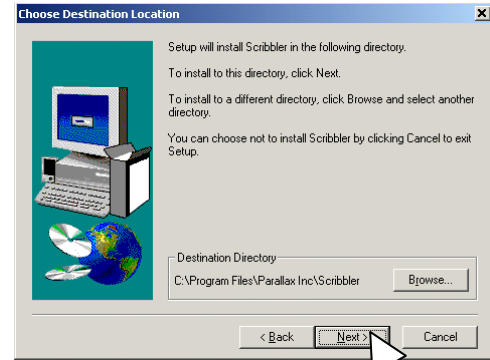 Choose Destination Location
Setup will install Scribbler in the following directory.
To install to this directory, click Next.
To install to a different directory, click Browse and select another
directory.
You can choose not to install Scribbler by clicking Cancel to exit
Setup.
Destination Directory
C:\Program Files\Parallax Inc\Scribbler
Browse...
< Back
Next >
Cancel